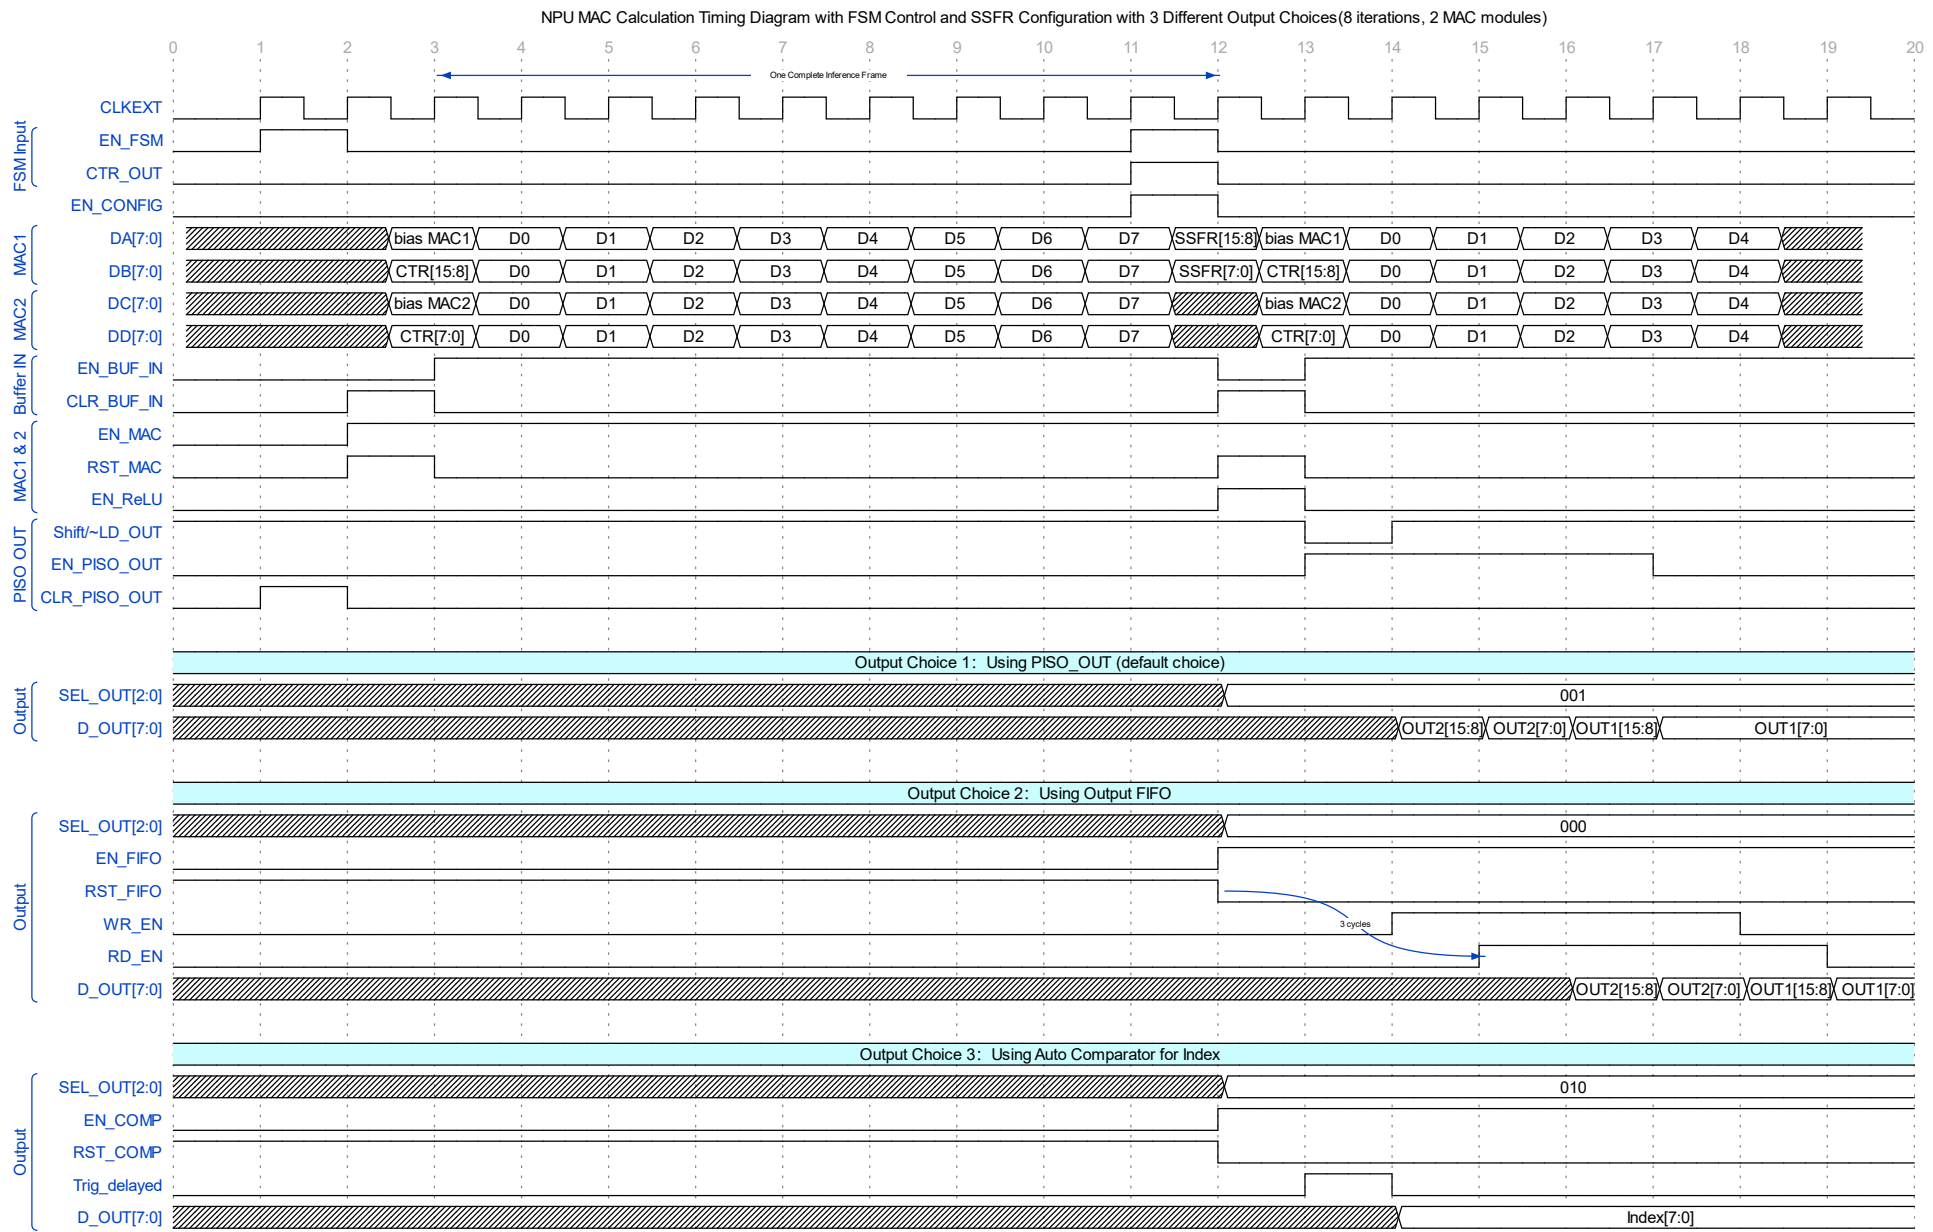 NPU MAC Calculation Timing Diagram with FSM Control and SSFR Configuration with 3 Different Output Choices(8 iterations, 2 MAC modules)
0 1 2 3 4 5 6 7 8 9 10 11 12 13 14 15 16 17 18 19 20
One Complete Inference Frame
CLKEXT
FSM Input
EN_FSM
CTR_OUT
EN_CONFIG
MAC1
DA[7:0] bias MAC1 D0 D1 D2 D3 D4 D5 D6 D7 SSFR[15:8] bias MAC1 D0 D1 D2 D3 D4
DB[7:0] CTR[15:8] D0 D1 D2 D3 D4 D5 D6 D7 SSFR[7:0] CTR[15:8] D0 D1 D2 D3 D4
MAC2
DC[7:0] bias MAC2 D0 D1 D2 D3 D4 D5 D6 D7 bias MAC2 D0 D1 D2 D3 D4
DD[7:0] CTR[7:0] D0 D1 D2 D3 D4 D5 D6 D7 CTR[7:0] D0 D1 D2 D3 D4
Buffer IN
EN_BUF_IN
CLR_BUF_IN
MAC1 & 2
EN_MAC
RST_MAC
EN_ReLU
PISO OUT
Shift/~LD_OUT
EN_PISO_OUT
CLR_PISO_OUT
Output Choice 1: Using PISO_OUT (default choice)
Output
SEL_OUT[2:0] 001
D_OUT[7:0] OUT2[15:8] OUT2[7:0] OUT1[15:8] OUT1[7:0]
Output Choice 2: Using Output FIFO
Output
SEL_OUT[2:0] 000
EN_FIFO
RST_FIFO
WR_EN 3 cycles
RD_EN
D_OUT[7:0] OUT2[15:8] OUT2[7:0] OUT1[15:8] OUT1[7:0]
Output Choice 3: Using Auto Comparator for Index
Output
SEL_OUT[2:0] 010
EN_COMP
RST_COMP
Trig_delayed
D_OUT[7:0] Index[7:0]